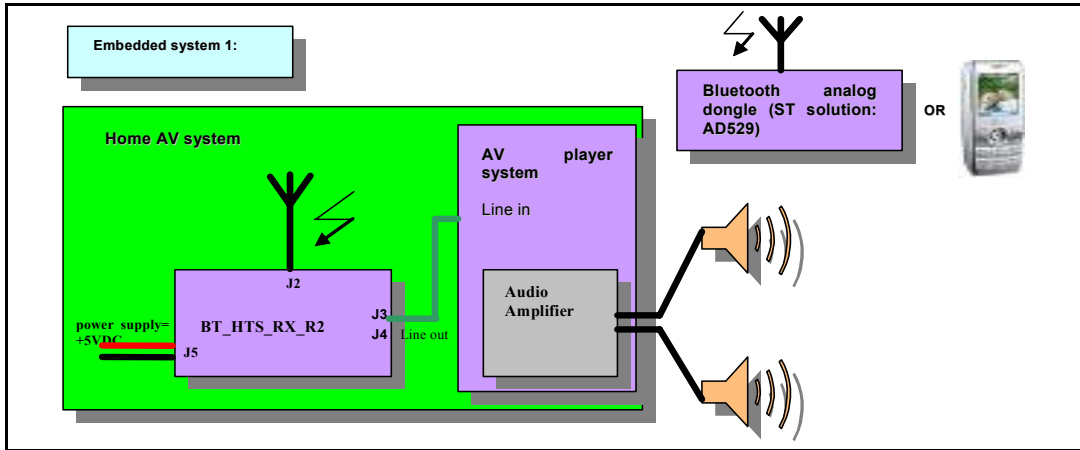 Embedded system 1:
Bluetooth analog
dongle (ST solution:
AD529)
OR
Home AV system
AV player
system
Line in
J2
Audio
Amplifier
BT_HTS_RX_R2
J3
J4
Line out
power supply=
+5VDC
J5